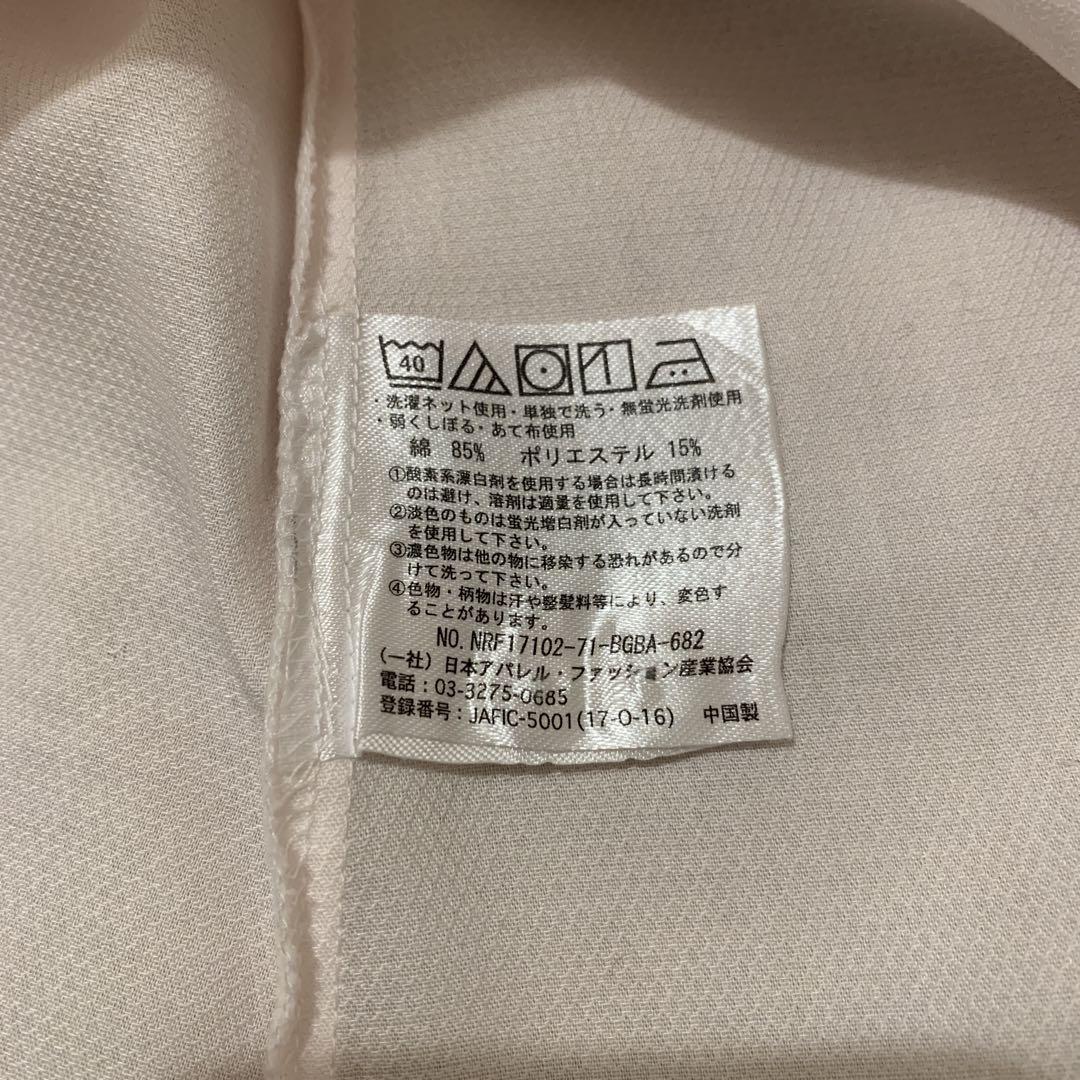 40
・洗濯ネット使用・単独で洗う・無蛍光洗剤使用
・弱くしぼる・あて布使用
綿 85% ポリエステル 15%
①酸素系漂白剤を使用する場合は長時間漬ける
のは避け、溶剤は適量を使用して下さい。
②淡色のものは蛍光増白剤が入っていない洗剤
を使用して下さい。
③濃色物は他の物に移染する恐れがあるので分
けて洗って下さい。
④色物・柄物は汗や整髪料等により、変色す
ることがあります。
NO.NRF17102-71-BGBA-682
(一社)日本アパレル・ファッション産業協会
電話:03-3275-0685
登録番号:JAFIC-5001(17-0-16) 中国製